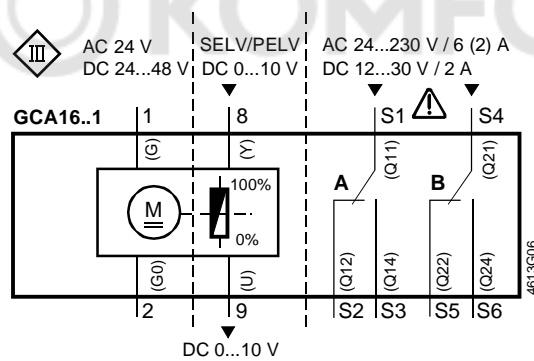 KOMFO
III
AC 24 V
DC 24...48 V
SELV/PELV
DC 0...10 V
AC 24...230 V / 6 (2) A
DC 12...30 V / 2 A
GCA16..1
1
8
S1
S4
(G)
(Y)
(Q11)
(Q21)
100%
A
B
M
0%
(G0)
(U)
(Q12)
(Q14)
(Q22)
(Q24)
4613G06
2
9
S2
S3
S5
S6
DC 0...10 V